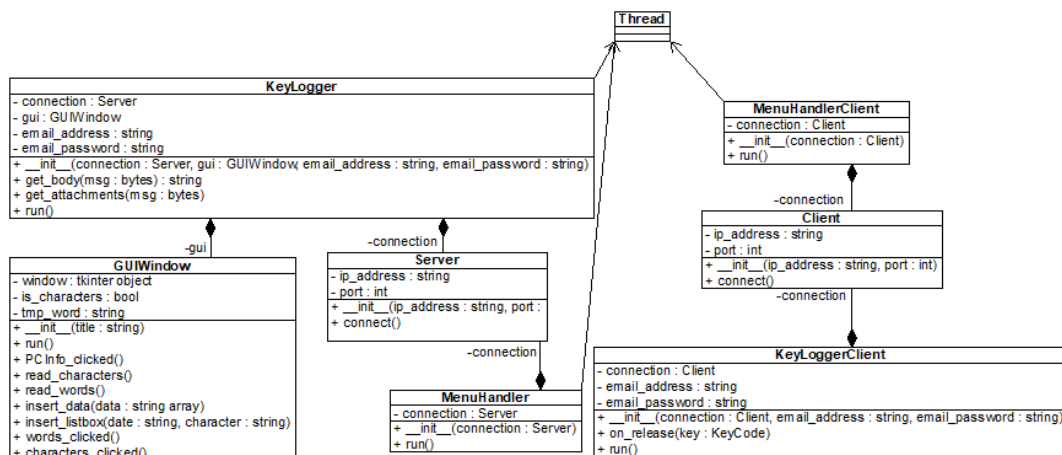 Thread
KeyLogger
- connection : Server
- gui : GUIWindow
- email_address : string
- email_password : string
+ __init__(connection : Server, gui : GUIWindow, email_address : string, email_password : string)
+ get_body(msg : bytes) : string
+ get_attachments(msg : bytes)
+ run()
MenuHandlerClient
- connection : Client
+ __init__(connection : Client)
+ run()
-connection
Client
- ip_address : string
- port : int
+ __init__(ip_address : string, port : int)
+ connect()
-connection
-gui
GUIWindow
- window : tkinter object
- is_characters : bool
- tmp_word : string
+ __init__(title : string)
+ run()
+ PCInfo_clicked()
+ read_characters()
+ read_words()
+ insert_data(data : string array)
+ insert_listbox(date : string, character : string)
+ words_clicked()
+ characters_clicked()
-connection
Server
- ip_address : string
- port : int
+ __init__(ip_address : string, port :
+ connect()
-connection
MenuHandler
- connection : Server
+ __init__(connection : Server)
+ run()
KeyLoggerClient
- connection : Client
- email_address : string
- email_password : string
+ __init__(connection : Client, email_address : string, email_password : string)
+ on_release(key : KeyCode)
+ run()